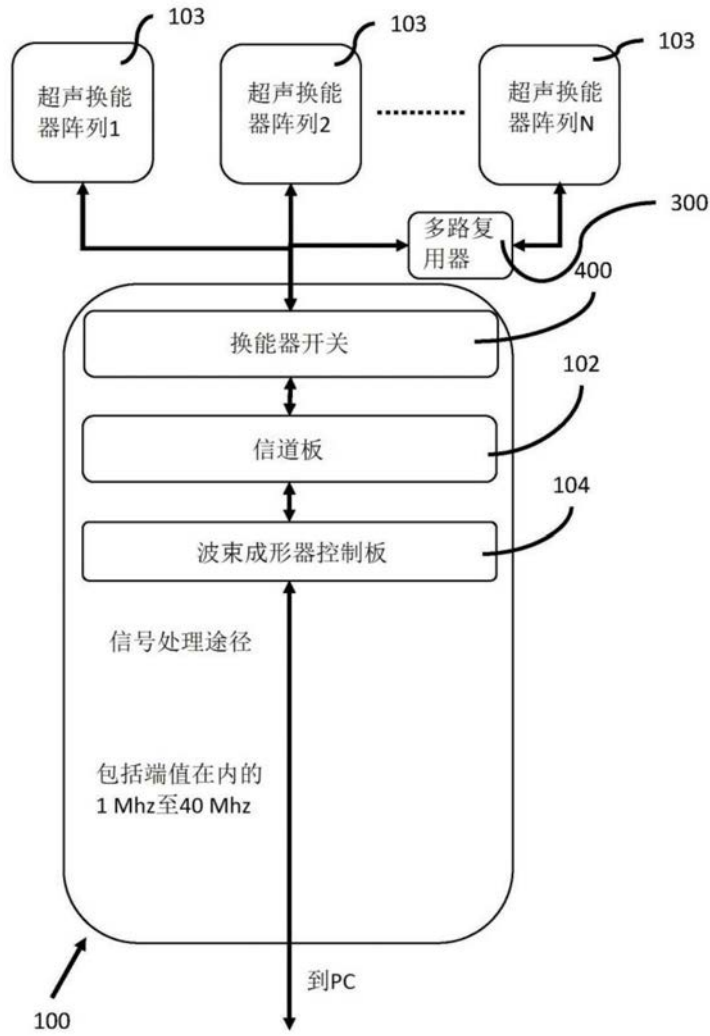 103
103
103
超声换能
器阵列1
超声换能
器阵列2
超声换能
器阵列N
300
多路复
用器
400
换能器开关
102
信道板
104
波束成形器控制板
信号处理途径
包括端值在内的
1 Mhz至40 Mhz
到PC
100